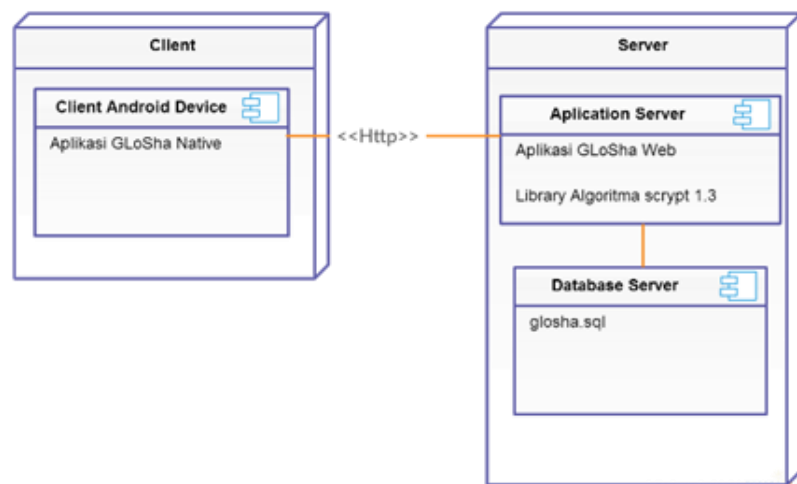 Client
Client Android Device
Aplikasi GLoSha Native
<<Http>>
Server
Aplication Server
Aplikasi GLoSha Web
Library Algoritma scrypt 1.3
Database Server
glosha.sql